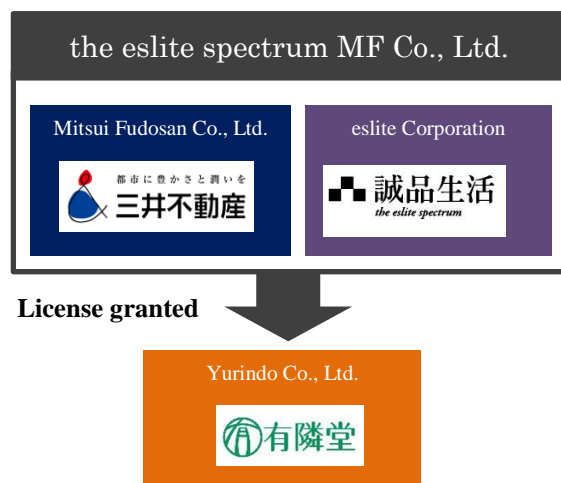 the eslite spectrum MF Co., Ltd.
Mitsui Fudosan Co., Ltd.
都市に豊かさと潤いを
三井不動産
eslite Corporation
誠品生活
the eslite spectrum
License granted
Yurindo Co., Ltd.
有隣堂